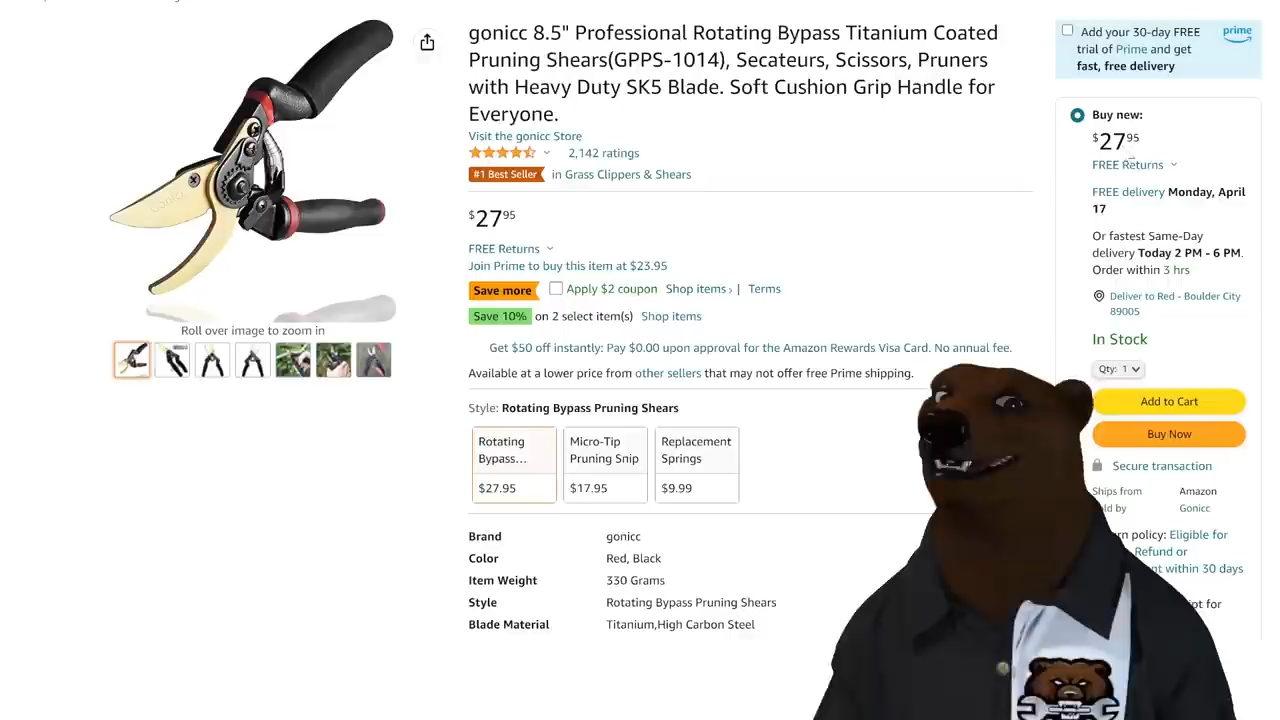 gonicc 8.5" Professional Rotating Bypass Titanium Coated
Pruning Shears(GPPS-1014), Secateurs, Scissors, Pruners
with Heavy Duty SK5 Blade. Soft Cushion Grip Handle for
Everyone.
Visit the gonicc Store
2,142 ratings
#1 Best Seller in Grass Clippers & Shears
$27 95
FREE Returns
Join Prime to buy this item at $23.95
Save more Apply $2 coupon Shop items › | Terms
Save 10% on 2 select item(s) Shop items
Get $50 off instantly: Pay $0.00 upon approval for the Amazon Rewards Visa Card. No annual fee.
Available at a lower price from other sellers that may not offer free Prime shipping.
Style: Rotating Bypass Pruning Shears
Rotating
Bypass...
$27.95
Micro-Tip
Pruning Snip
$17.95
Replacement
Springs
$9.99
Brand gonicc
Color Red, Black
Item Weight 330 Grams
Style Rotating Bypass Pruning Shears
Blade Material Titanium,High Carbon Steel
Roll over image to zoom in
Add your 30-day FREE
trial of Prime and get
fast, free delivery
prime
Buy new:
$27 95
FREE Returns
FREE delivery Monday, April
17
Or fastest Same-Day
delivery Today 2 PM - 6 PM.
Order within 3 hrs
Deliver to Red - Boulder City
89005
In Stock
Qty: 1
Add to Cart
Buy Now
Secure transaction
Ships from Amazon
Gonicc
policy: Eligible for
Refund or
within 30 days
for